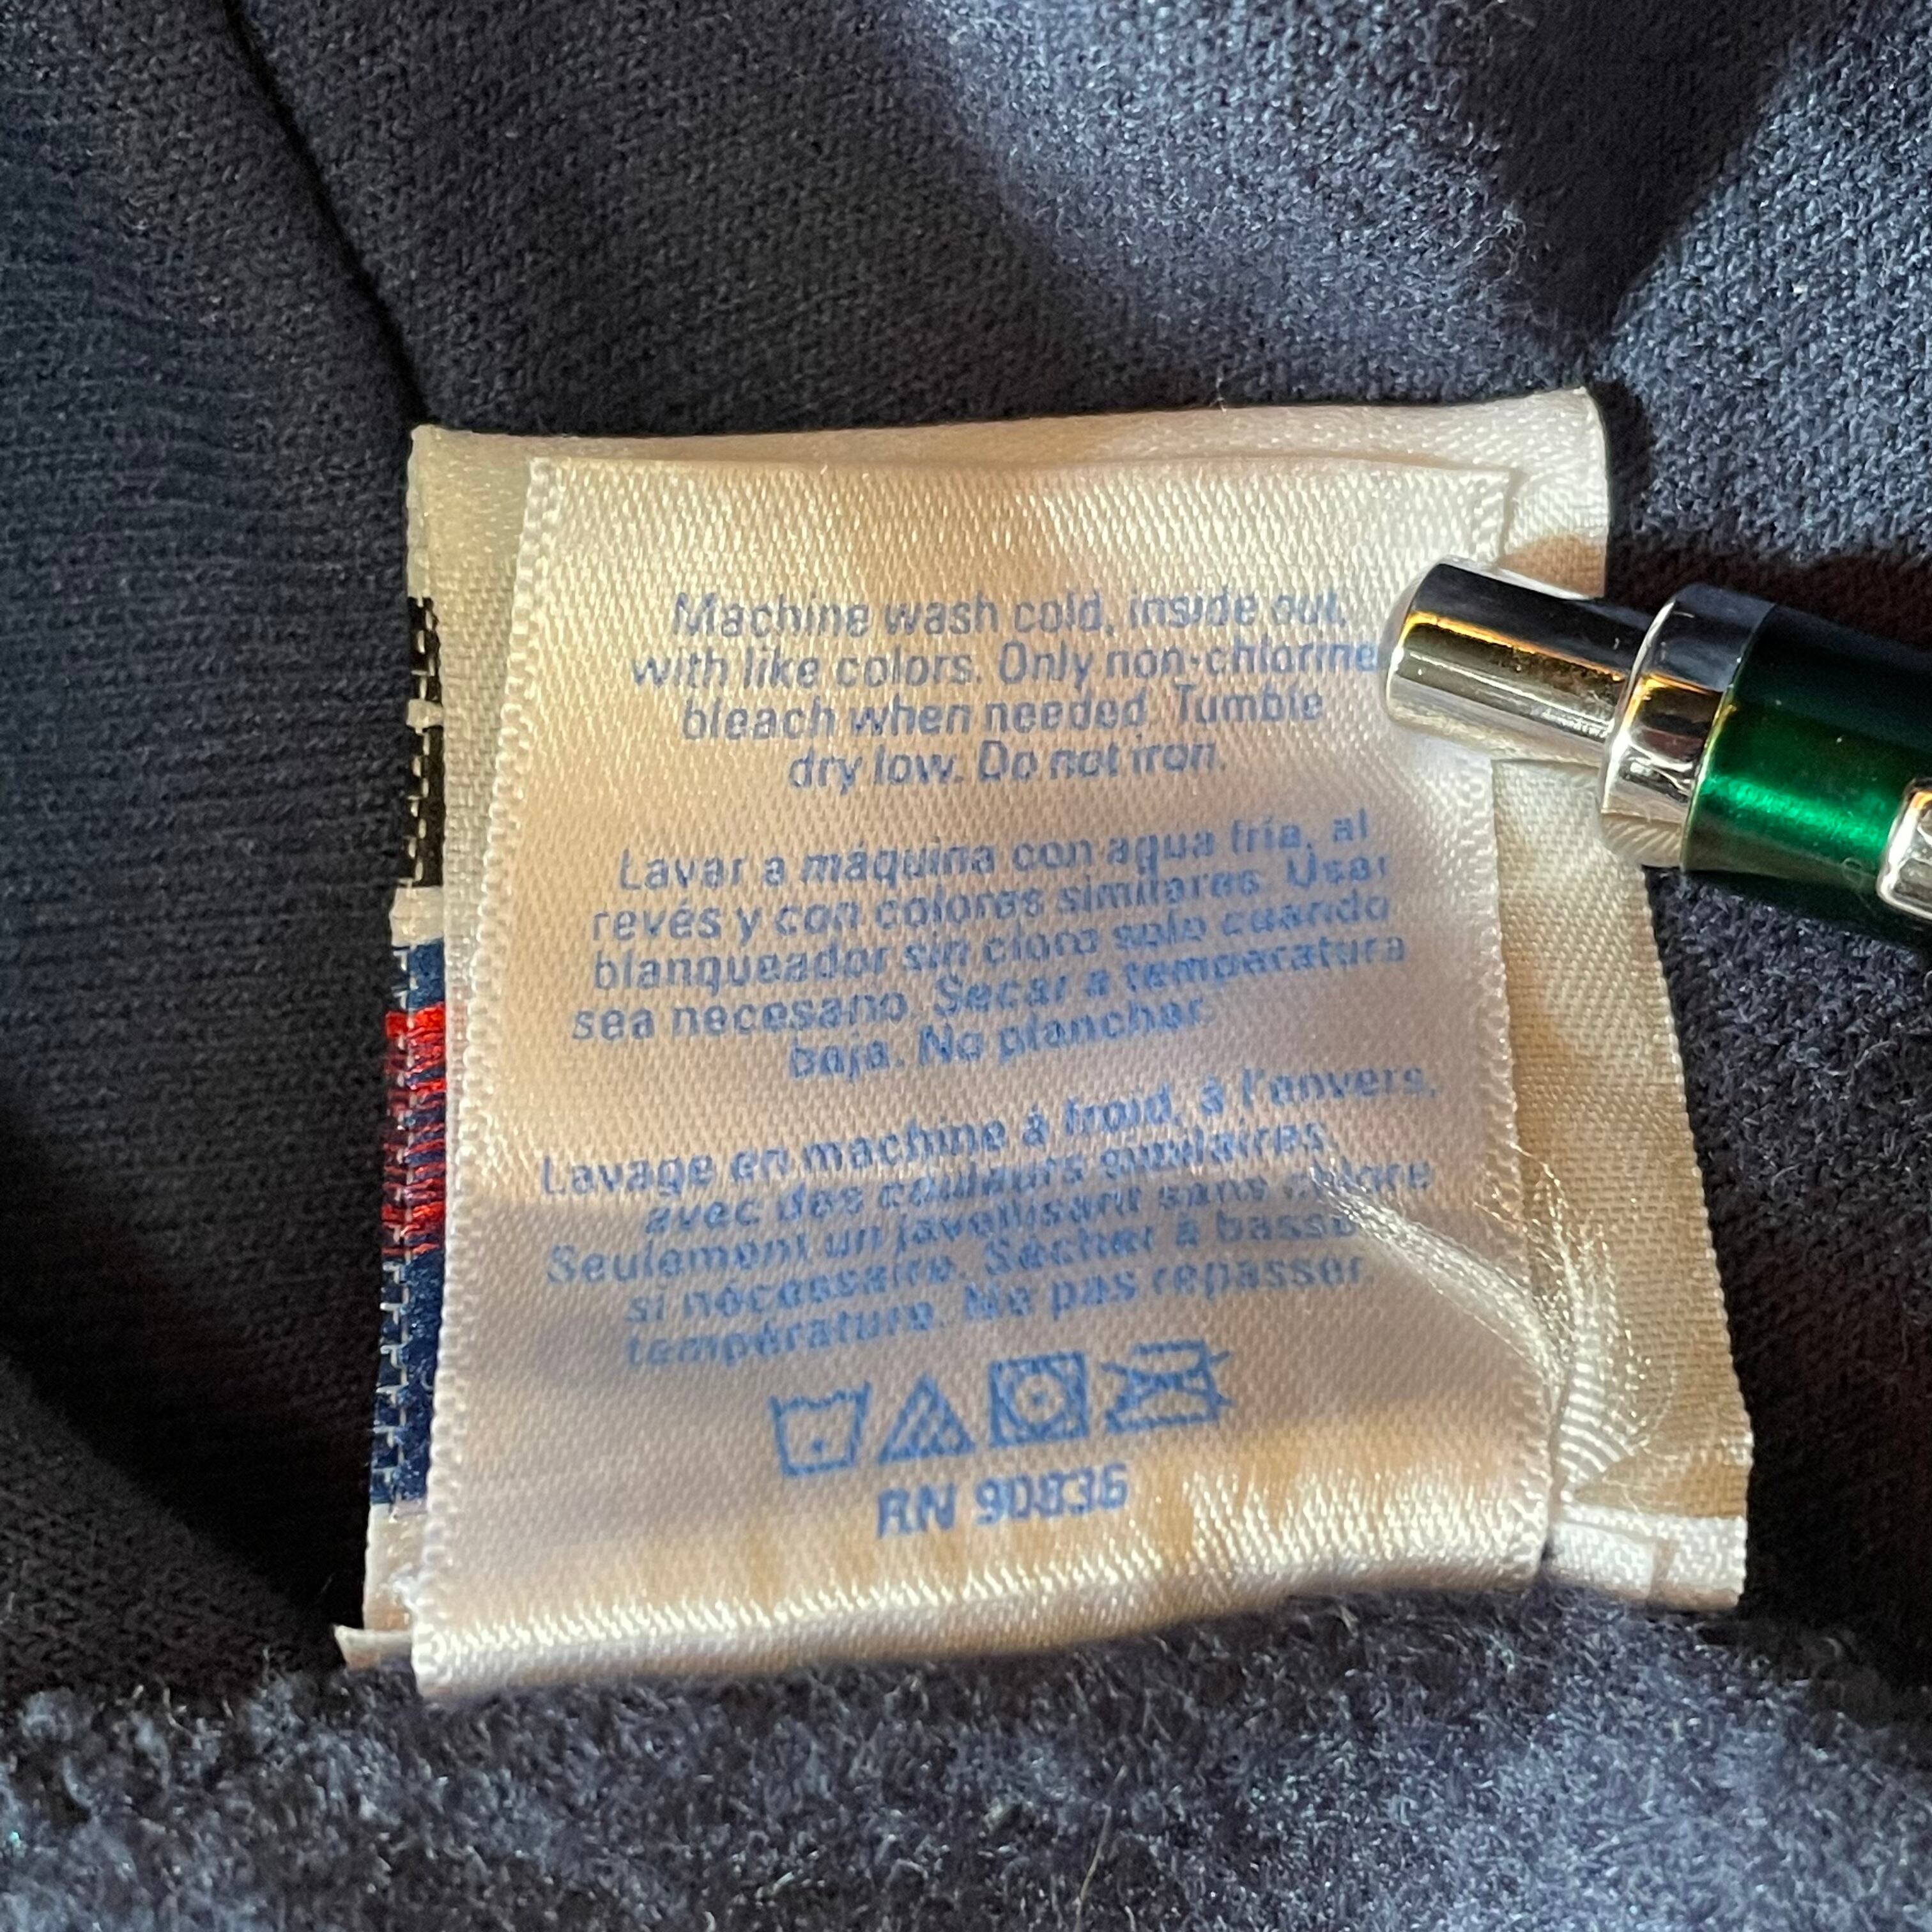 Machine wash cold, inside out,
with like colors. Only non-chlorine
bleach when needed. Tumble
dry low. Do not iron.
Lavar a máquina con agua fría, al
revés y con colores similares. Usar
blanqueador sin cloro solo cuando
sea necesario. Secar a temperatura
baja. No planchar.
Lavage en machine à froid, à l'envers,
avec des couleurs similaires.
Seulement un javellisant sans chlore
si nécessaire. Sécher à basse
température. Ne pas repasser.
RN 90836